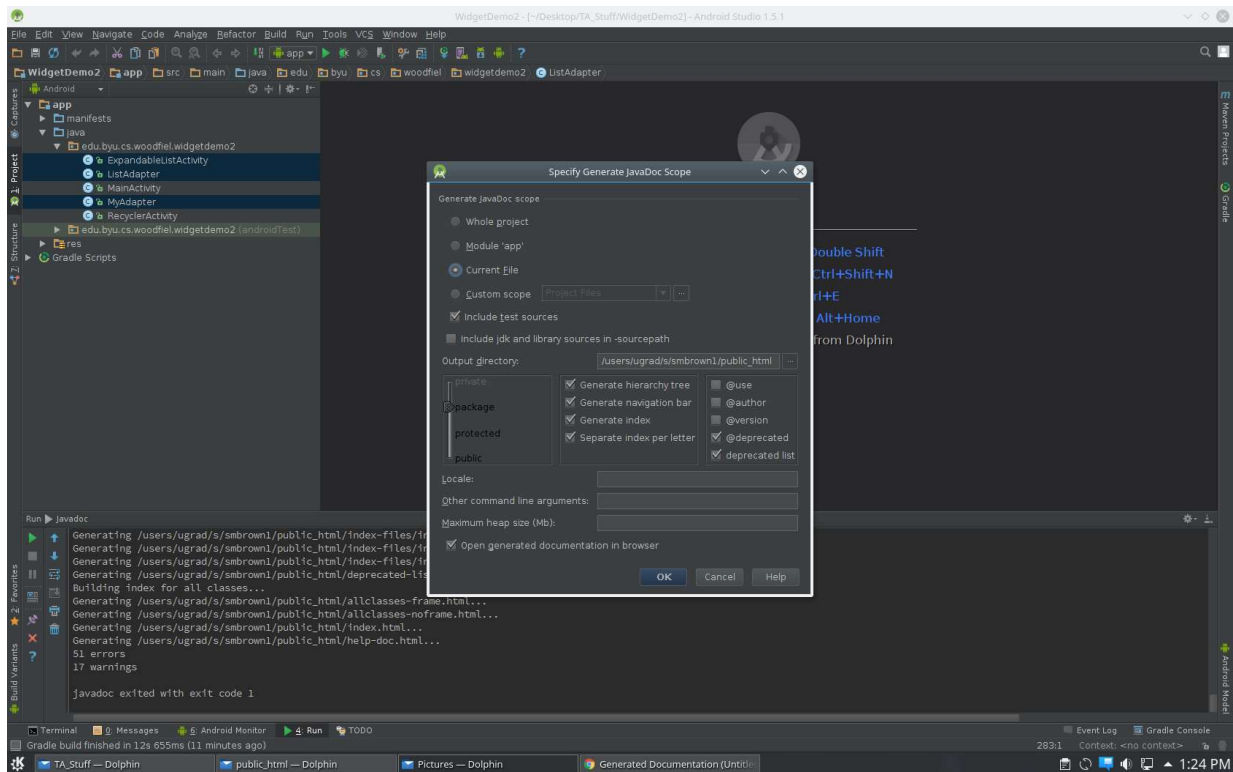 WidgetDemo2 - [~/Desktop/TA_Stuff/WidgetDemo2] - Android Studio 1.5.1
File Edit View Navigate Code Analyze Refactor Build Run Tools VCS Window Help
app
WidgetDemo2 app src main java edu byu cs woodfiel widgetdemo2 ListAdapter
Android
app
manifests
java
edu.byu.cs.woodfiel.widgetdemo2
ExpandableListActivity
ListAdapter
MainActivity
MyAdapter
RecyclerActivity
edu.byu.cs.woodfiel.widgetdemo2 (androidTest)
res
Gradle Scripts
Captures
1: Project
7: Structure
2: Favorites
Build Variants
Maven Projects
Gradle
Android Model
Double Shift
Ctrl+Shift+N
Alt+Home
from Dolphin
Specify Generate JavaDoc Scope
Generate JavaDoc scope
Whole project
Module 'app'
Current File
Custom scope Project Files ...
Include test sources
Include jdk and library sources in -sourcepath
Output directory: /users/ugrad/s/smbrown1/public_html ...
private
package
protected
public
Generate hierarchy tree
Generate navigation bar
Generate index
Separate index per letter
@use
@author
@version
@deprecated
deprecated list
Locale:
Other command line arguments:
Maximum heap size (Mb):
Open generated documentation in browser
OK Cancel Help
Run Javadoc
Generating /users/ugrad/s/smbrown1/public_html/index-files/
Generating /users/ugrad/s/smbrown1/public_html/index-files/
Generating /users/ugrad/s/smbrown1/public_html/index-files/
Generating /users/ugrad/s/smbrown1/public_html/deprecated-lis
Building index for all classes...
Generating /users/ugrad/s/smbrown1/public_html/allclasses-frame.html...
Generating /users/ugrad/s/smbrown1/public_html/allclasses-noframe.html...
Generating /users/ugrad/s/smbrown1/public_html/index.html...
Generating /users/ugrad/s/smbrown1/public_html/help-doc.html...
51 errors
17 warnings
javadoc exited with exit code 1
Terminal 0: Messages 6: Android Monitor 4: Run TODO Event Log Gradle Console
Gradle build finished in 12s 655ms (11 minutes ago) 283:1 Context: <no context>
TA_Stuff — Dolphin public_html — Dolphin Pictures — Dolphin Generated Documentation (Untitle 1:24 PM